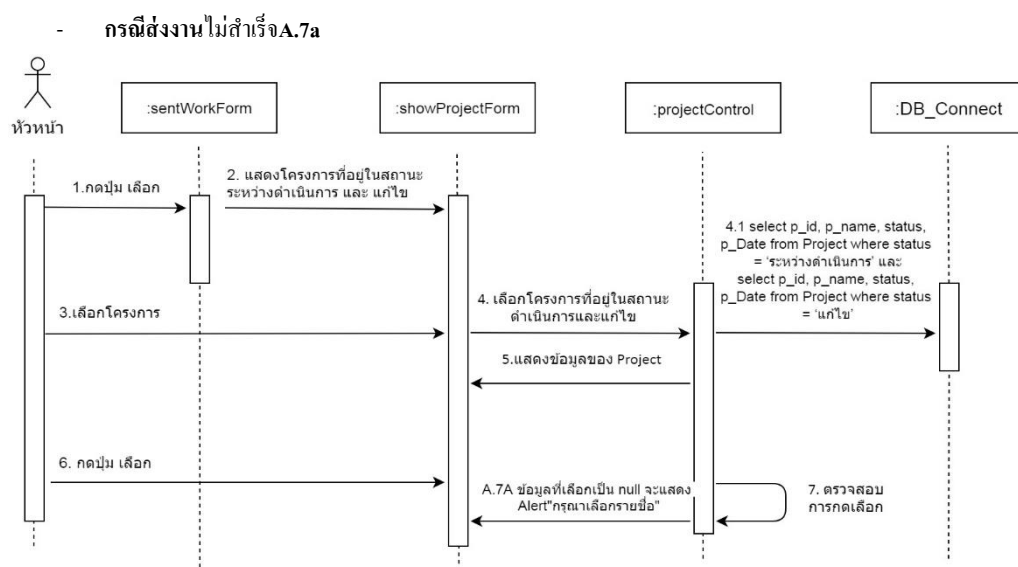 - กรณีส่งงานไม่สำเร็จA.7a
:sentWorkForm
:showProjectForm
:projectControl
:DB_Connect
หัวหน้า
1.กดปุ่ม เลือก
2. แสดงโครงการที่อยู่ในสถานะ
ระหว่างดำเนินการ และ แก้ไข
4.1 select p_id, p_name, status,
p_Date from Project where status
= 'ระหว่างดำเนินการ' และ
select p_id, p_name, status,
p_Date from Project where status
= 'แก้ไข'
3.เลือกโครงการ
4. เลือกโครงการที่อยู่ในสถานะ
ดำเนินการและแก้ไข
5.แสดงข้อมูลของ Project
6. กดปุ่ม เลือก
A.7A ข้อมูลที่เลือกเป็น null จะแสดง
Alert"กรุณาเลือกรายชื่อ"
7. ตรวจสอบ
การกดเลือก